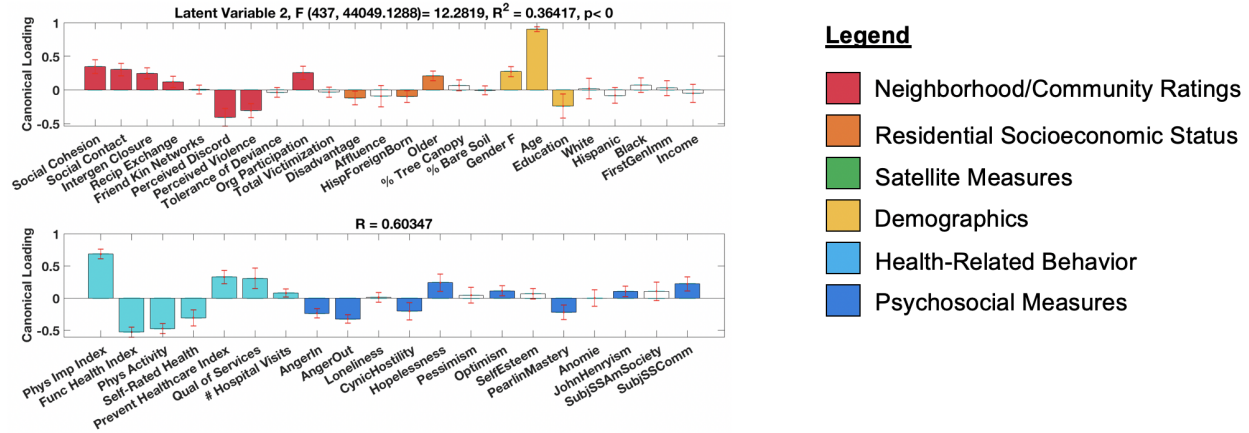 Latent Variable 2, F (437, 44049.1288)= 12.2819, R² = 0.36417, p< 0
Canonical Loading
1
0.5
0
-0.5
Social Cohesion
Social Contact
Intergen Closure
Recip Exchange
Friend Kin Networks
Perceived Discord
Perceived Violence
Tolerance of Deviance
Org Participation
Total Victimization
Disadvantage
Affluence
HispForeignBorn
Older
% Tree Canopy
% Bare Soil
Gender F
Age
Education
White
Hispanic
Black
FirstGenImm
Income
R = 0.60347
Canonical Loading
1
0.5
0
-0.5
Phys Imp Index
Func Health Index
Phys Activity
Self-Rated Health
Prevent Healthcare Index
Qual of Services
# Hospital Visits
AngerIn
AngerOut
Loneliness
CynicHostility
Hopelessness
Pessimism
Optimism
SelfEsteem
PearlinMastery
Anomie
JohnHenryism
SubjSSAmSociety
SubjSSComm
Legend
Neighborhood/Community Ratings
Residential Socioeconomic Status
Satellite Measures
Demographics
Health-Related Behavior
Psychosocial Measures